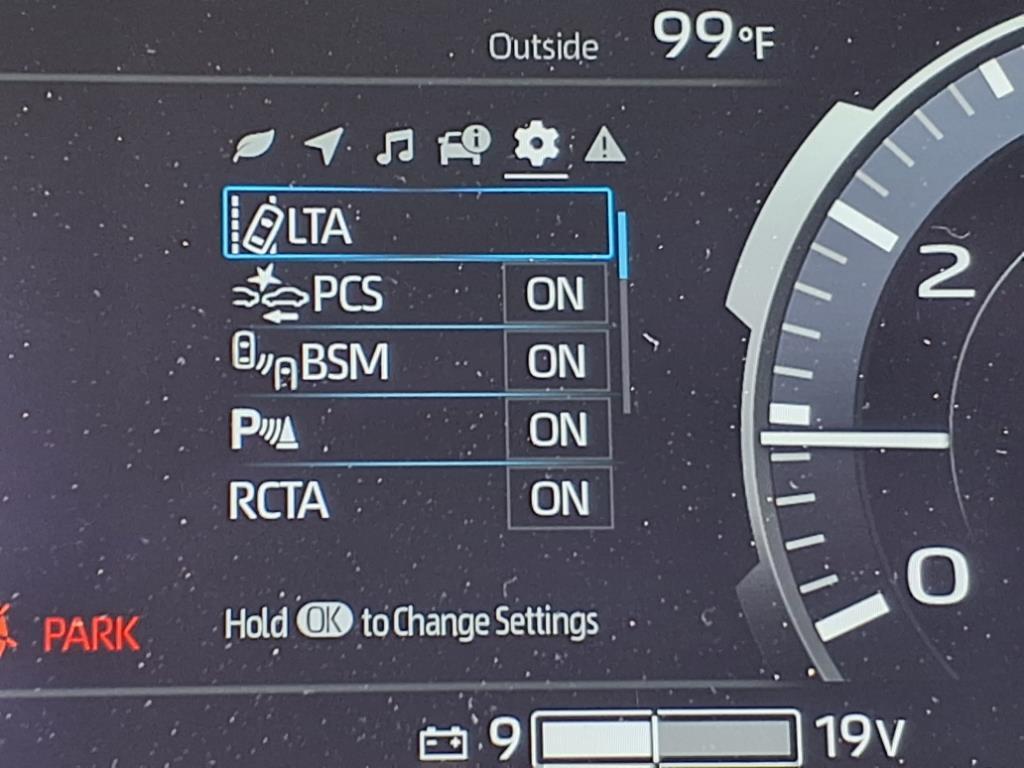 Outside 99°F
LTA
PCS ON
BSM ON
P ON
RCTA ON
2
0
Hold OK to Change Settings
PARK
9 19V